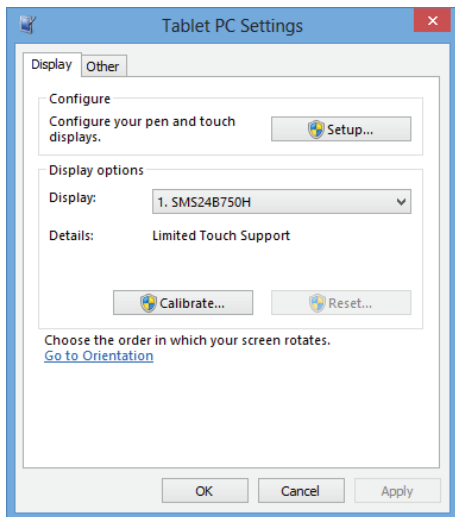 Tablet PC Settings
Display
Other
Configure
Configure your pen and touch
displays.
Setup...
Display options
Display:
1. SMS24B750H
Details:
Limited Touch Support
Calibrate...
Reset...
Choose the order in which your screen rotates.
Go to Orientation
OK
Cancel
Apply